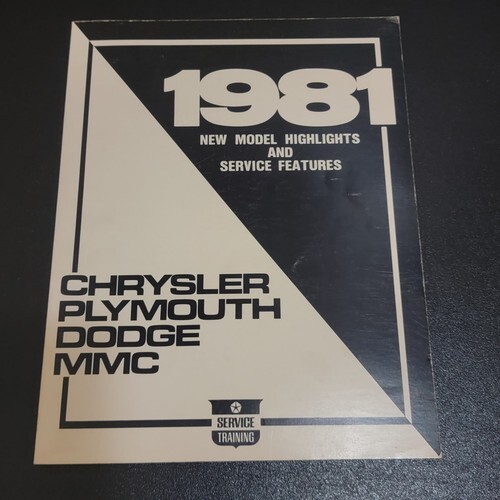 1981
NEW MODEL HIGHLIGHTS
AND
SERVICE FEATURES
CHRYSLER
PLYMOUTH
DODGE
MMC
SERVICE
TRAINING